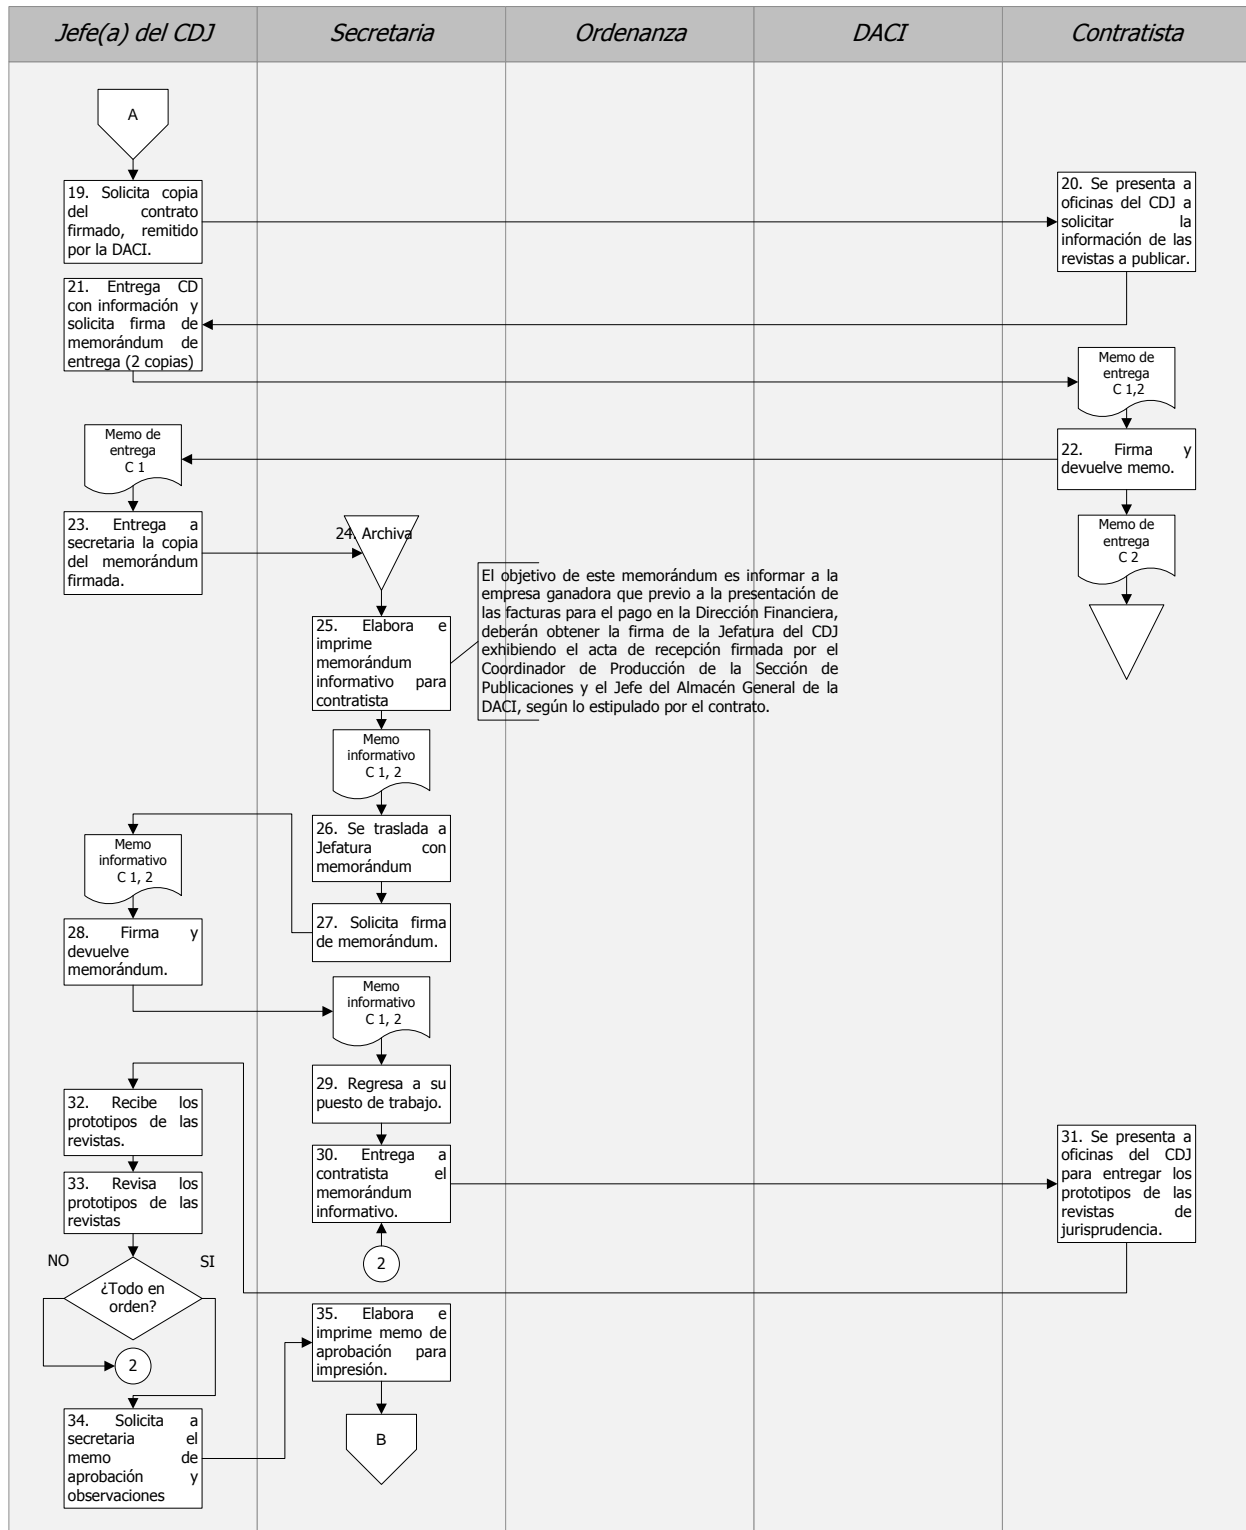 Jefe(a) del CDJ
Secretaria
Ordenanza
DACI
Contratista
A
19. Solicita copia
del contrato
firmado, remitido
por la DACI.
20. Se presenta a
oficinas del CDJ a
solicitar la
información de las
revistas a publicar.
21. Entrega CD
con información y
solicita firma de
memorándum de
entrega (2 copias)
Memo de
entrega
C 1,2
22. Firma y
devuelve memo.
Memo de
entrega
C 1
Memo de
entrega
C 2
23. Entrega a
secretaria la copia
del memorándum
firmada.
24. Archiva
El objetivo de este memorándum es informar a la
empresa ganadora que previo a la presentación de
las facturas para el pago en la Dirección Financiera,
deberán obtener la firma de la Jefatura del CDJ
exhibiendo el acta de recepción firmada por el
Coordinador de Producción de la Sección de
Publicaciones y el Jefe del Almacén General de la
DACI, según lo estipulado por el contrato.
25. Elabora e
imprime
memorándum
informativo para
contratista
Memo
informativo
C 1, 2
26. Se traslada a
Jefatura con
memorándum
27. Solicita firma
de memorándum.
Memo
informativo
C 1, 2
28. Firma y
devuelve
memorándum.
Memo
informativo
C 1, 2
29. Regresa a su
puesto de trabajo.
30. Entrega a
contratista el
memorándum
informativo.
2
31. Se presenta a
oficinas del CDJ
para entregar los
prototipos de las
revistas de
jurisprudencia.
32. Recibe los
prototipos de las
revistas.
33. Revisa los
prototipos de las
revistas
NO
SI
¿Todo en
orden?
2
34. Solicita a
secretaria el
memo de
aprobación y
observaciones
35. Elabora e
imprime memo de
aprobación para
impresión.
B